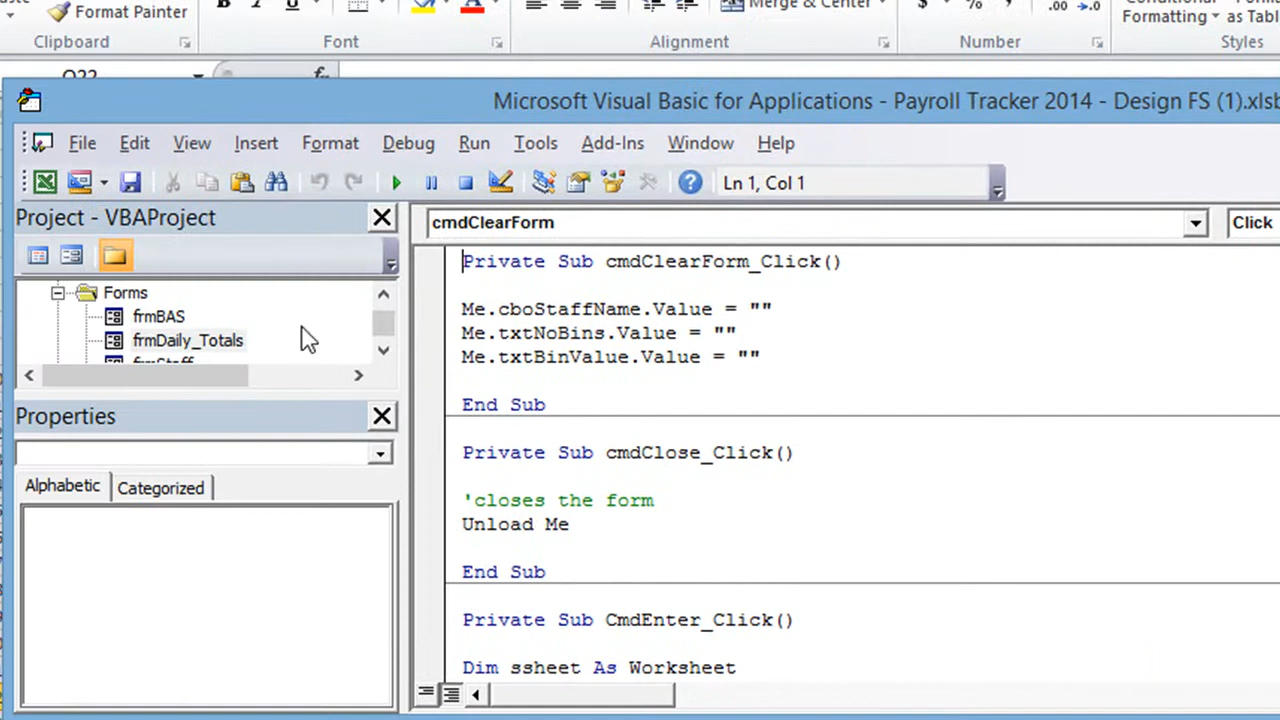 Format Painter
Merge & Center
$ % ,
.00 →.0
Formatting as Tabl
Clipboard
Font
Alignment
Number
Styles
Microsoft Visual Basic for Applications - Payroll Tracker 2014 - Design FS (1).xlsb
File Edit View Insert Format Debug Run Tools Add-Ins Window Help
Ln 1, Col 1
Project - VBAProject
cmdClearForm
Click
Forms
frmBAS
frmDaily_Totals
frmStaff
Properties
Alphabetic Categorized
Private Sub cmdClearForm_Click()
Me.cboStaffName.Value = ""
Me.txtNoBins.Value = ""
Me.txtBinValue.Value = ""
End Sub
Private Sub cmdClose_Click()
'closes the form
Unload Me
End Sub
Private Sub CmdEnter_Click()
Dim ssheet As Worksheet